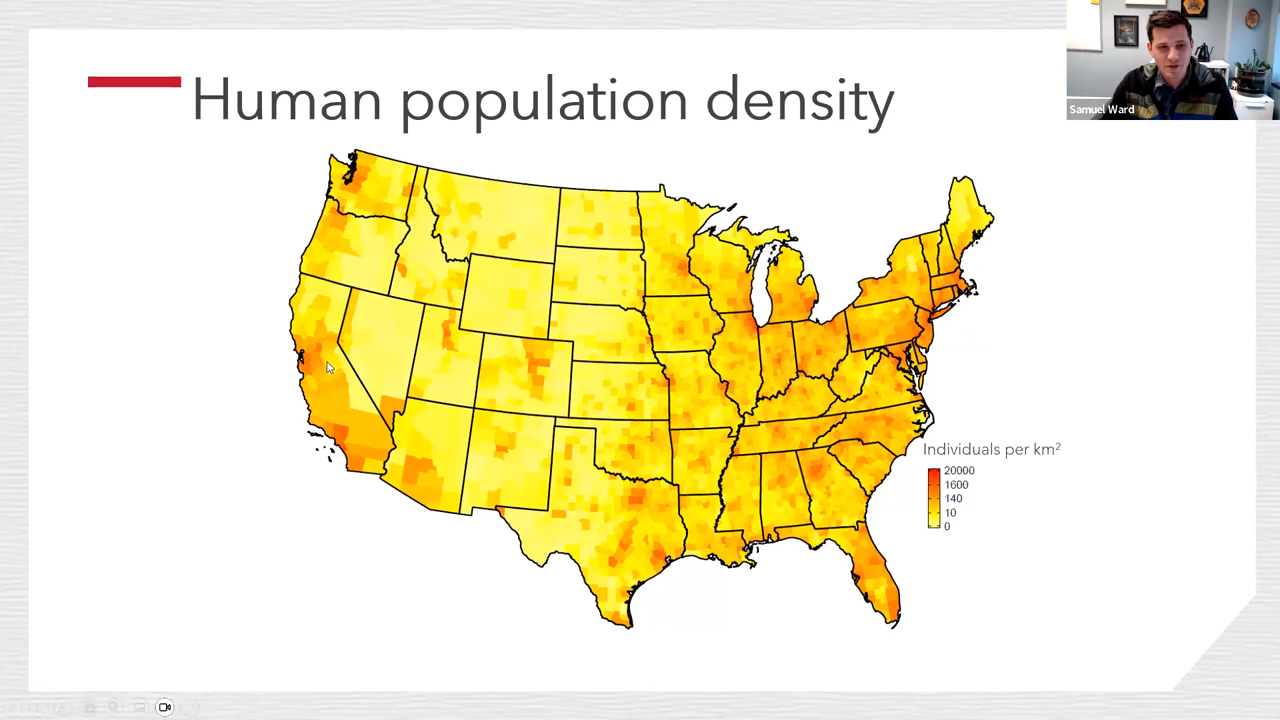 Human population density
Samuel Ward
Individuals per km²
20000
1600
140
10
0